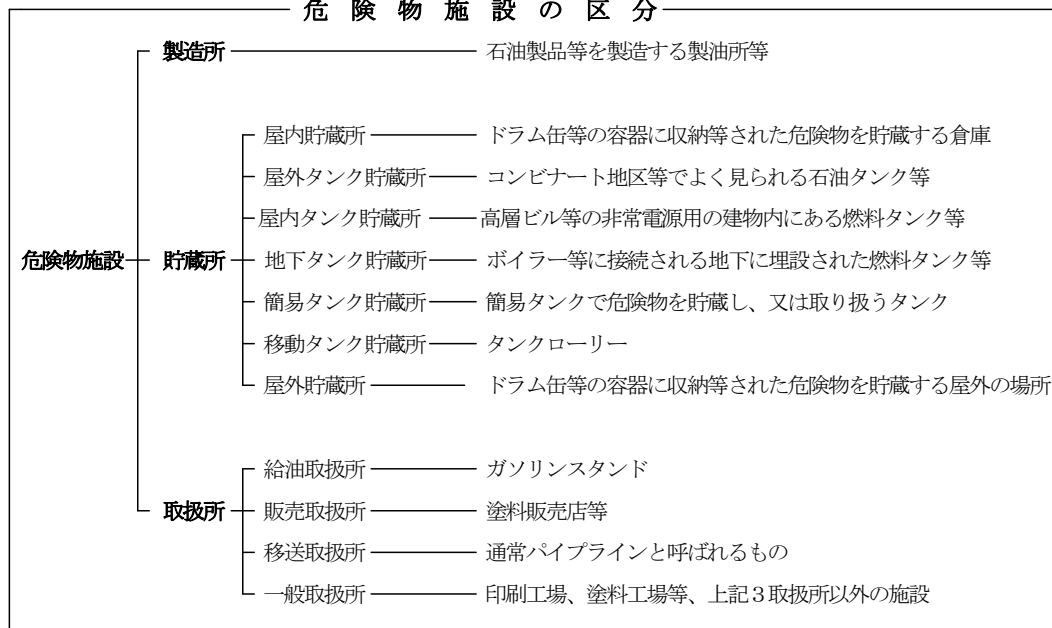 危険物施設の区分
製造所 石油製品等を製造する製油所等
屋内貯蔵所 ドラム缶等の容器に収納等された危険物を貯蔵する倉庫
屋外タンク貯蔵所 コンビナート地区等でよく見られる石油タンク等
屋内タンク貯蔵所 高層ビル等の非常電源用の建物内にある燃料タンク等
危険物施設 貯蔵所 地下タンク貯蔵所 ボイラー等に接続される地下に埋設された燃料タンク等
簡易タンク貯蔵所 簡易タンクで危険物を貯蔵し、又は取り扱うタンク
移動タンク貯蔵所 タンクローリー
屋外貯蔵所 ドラム缶等の容器に収納等された危険物を貯蔵する屋外の場所
給油取扱所 ガソリンスタンド
取扱所 販売取扱所 塗料販売店等
移送取扱所 通常パイプラインと呼ばれるもの
一般取扱所 印刷工場、塗料工場等、上記3取扱所以外の施設